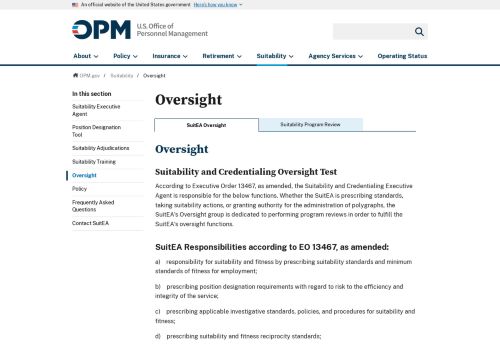 An official website of the United States government Here's how you know
OPM U.S. Office of
Personnel Management
About Policy Insurance Retirement Suitability Agency Services Operating Status
OPM.gov / Suitability / Oversight
In this section
Suitability Executive
Agent
Position Designation
Tool
Suitability Adjudications
Suitability Training
Oversight
Policy
Frequently Asked
Questions
Contact SuitEA
Oversight
SuitEA Oversight Suitability Program Review
Oversight
Suitability and Credentialing Oversight Test
According to Executive Order 13467, as amended, the Suitability and Credentialing Executive
Agent is responsible for the below functions. Whether the SuitEA is prescribing standards,
taking suitability actions, or granting authority for the administration of polygraphs, the
SuitEA's Oversight group is dedicated to performing program reviews in order to fulfill the
SuitEA's oversight functions.
SuitEA Responsibilities according to EO 13467, as amended:
a) responsibility for suitability and fitness by prescribing suitability standards and minimum
standards of fitness for employment;
b) prescribing position designation requirements with regard to risk to the efficiency and
integrity of the service;
c) prescribing applicable investigative standards, policies, and procedures for suitability and
fitness;
d) prescribing suitability and fitness reciprocity standards;